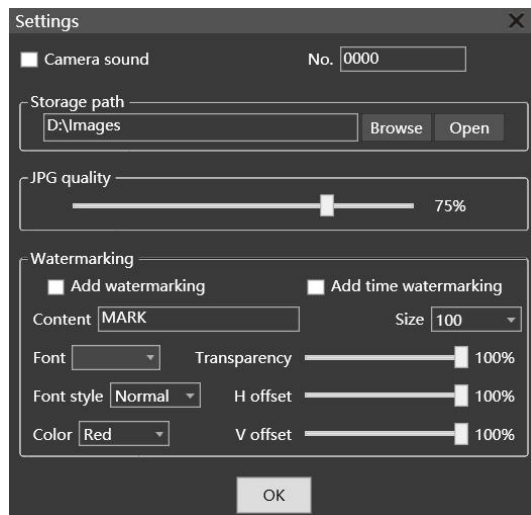 Settings X
Camera sound No. 0000
Storage path
D:\Images Browse Open
JPG quality
75%
Watermarking
Add watermarking Add time watermarking
Content MARK Size 100
Font Transparency 100%
Font style Normal H offset 100%
Color Red V offset 100%
OK